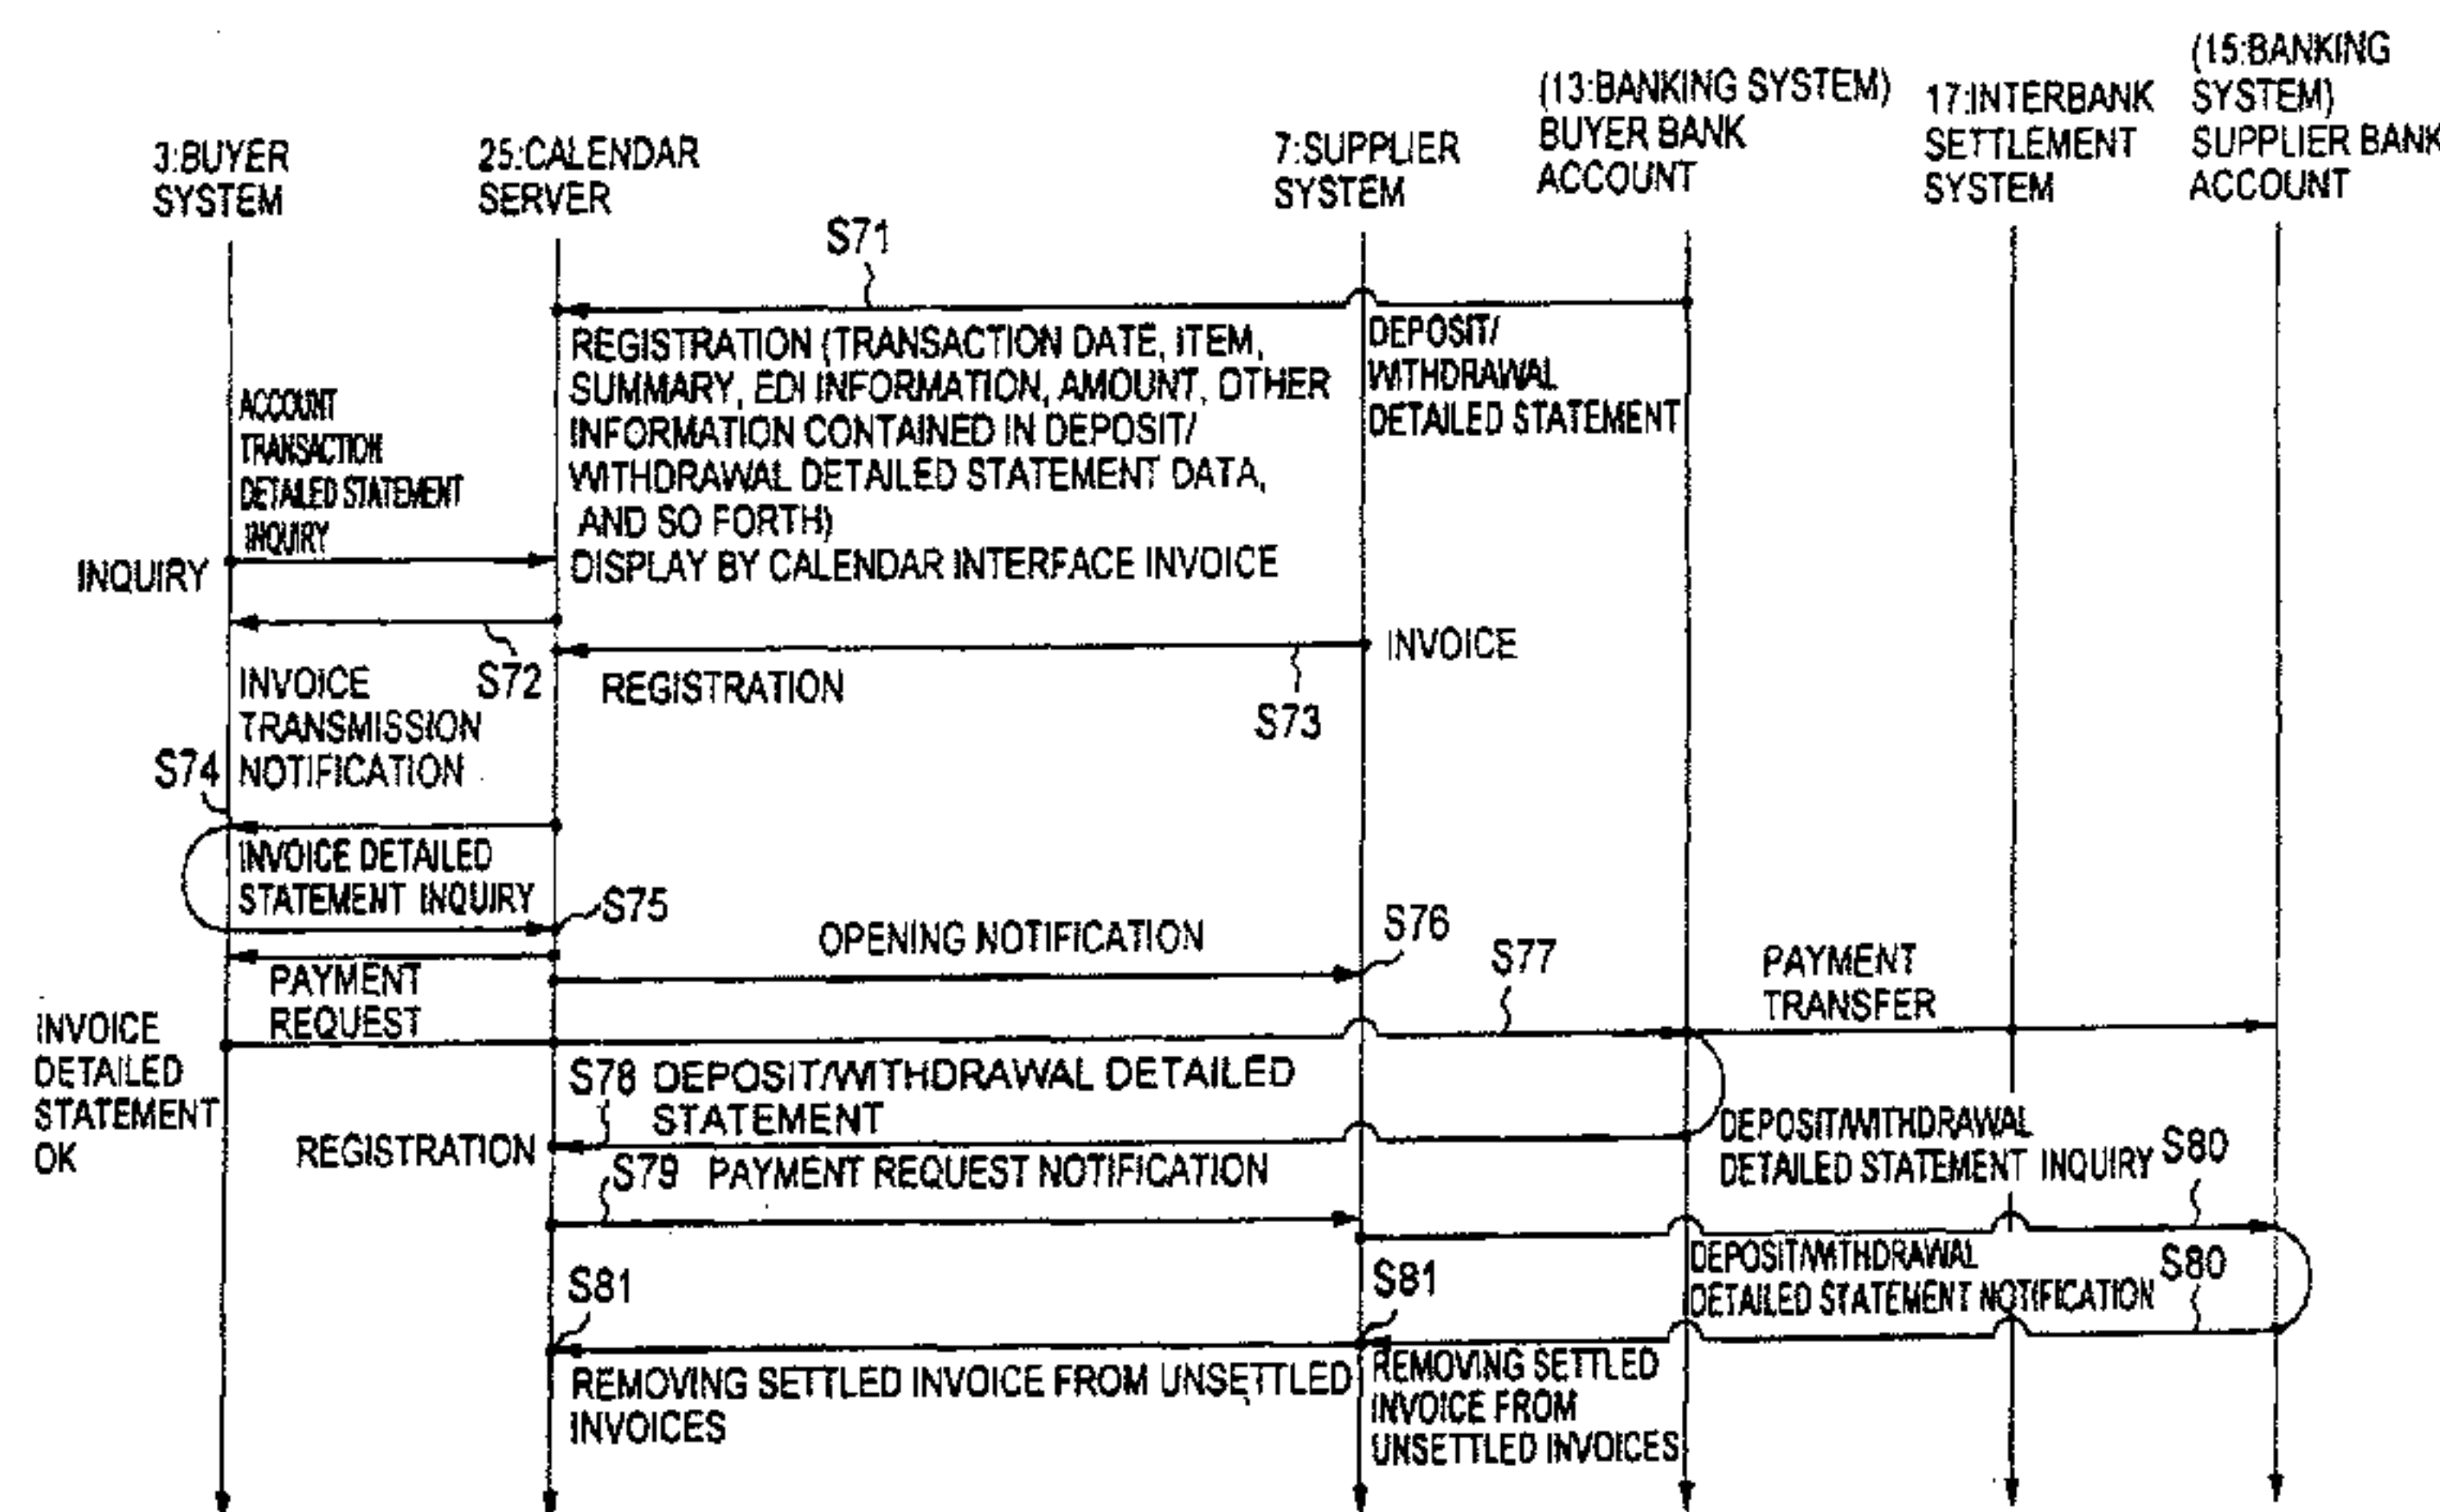 3:BUYER
SYSTEM
25:CALENDAR
SERVER
7:SUPPLIER
SYSTEM
(13:BANKING SYSTEM)
BUYER BANK
ACCOUNT
17:INTERBANK
SETTLEMENT
SYSTEM
(15:BANKING
SYSTEM)
SUPPLIER BANK
ACCOUNT
S71
REGISTRATION (TRANSACTION DATE, ITEM,
SUMMARY, EDI INFORMATION, AMOUNT, OTHER
INFORMATION CONTAINED IN DEPOSIT/
WITHDRAWAL DETAILED STATEMENT DATA,
AND SO FORTH)
DISPLAY BY CALENDAR INTERFACE INVOICE
DEPOSIT/
WITHDRAWAL
DETAILED STATEMENT
ACCOUNT
TRANSACTION
DETAILED STATEMENT
INQUIRY
INQUIRY
S72
INVOICE
REGISTRATION
S73
INVOICE
TRANSMISSION
NOTIFICATION
S74
INVOICE DETAILED
STATEMENT INQUIRY
S75
OPENING NOTIFICATION
S76
PAYMENT
REQUEST
S77
PAYMENT
TRANSFER
INVOICE
DETAILED
STATEMENT
OK
S78 DEPOSIT/WITHDRAWAL DETAILED
STATEMENT
REGISTRATION
DEPOSIT/WITHDRAWAL
DETAILED STATEMENT INQUIRY
S80
S79 PAYMENT REQUEST NOTIFICATION
DEPOSIT/WITHDRAWAL
DETAILED STATEMENT NOTIFICATION
S80
S81
S81
REMOVING SETTLED INVOICE FROM UNSETTLED
INVOICES
REMOVING SETTLED
INVOICE FROM
UNSETTLED INVOICES